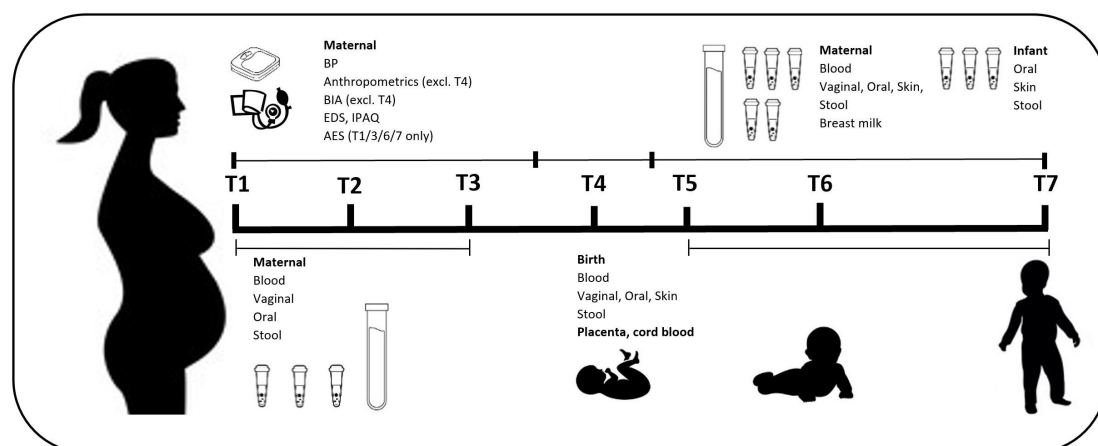 Maternal
BP
Anthropometrics (excl. T4)
BIA (excl. T4)
EDS, IPAQ
AES (T1/3/6/7 only)
Maternal
Blood
Vaginal, Oral, Skin,
Stool
Breast milk
Infant
Oral
Skin
Stool
T1
T2
T3
T4
T5
T6
T7
Maternal
Blood
Vaginal
Oral
Stool
Birth
Blood
Vaginal, Oral, Skin
Stool
Placenta, cord blood